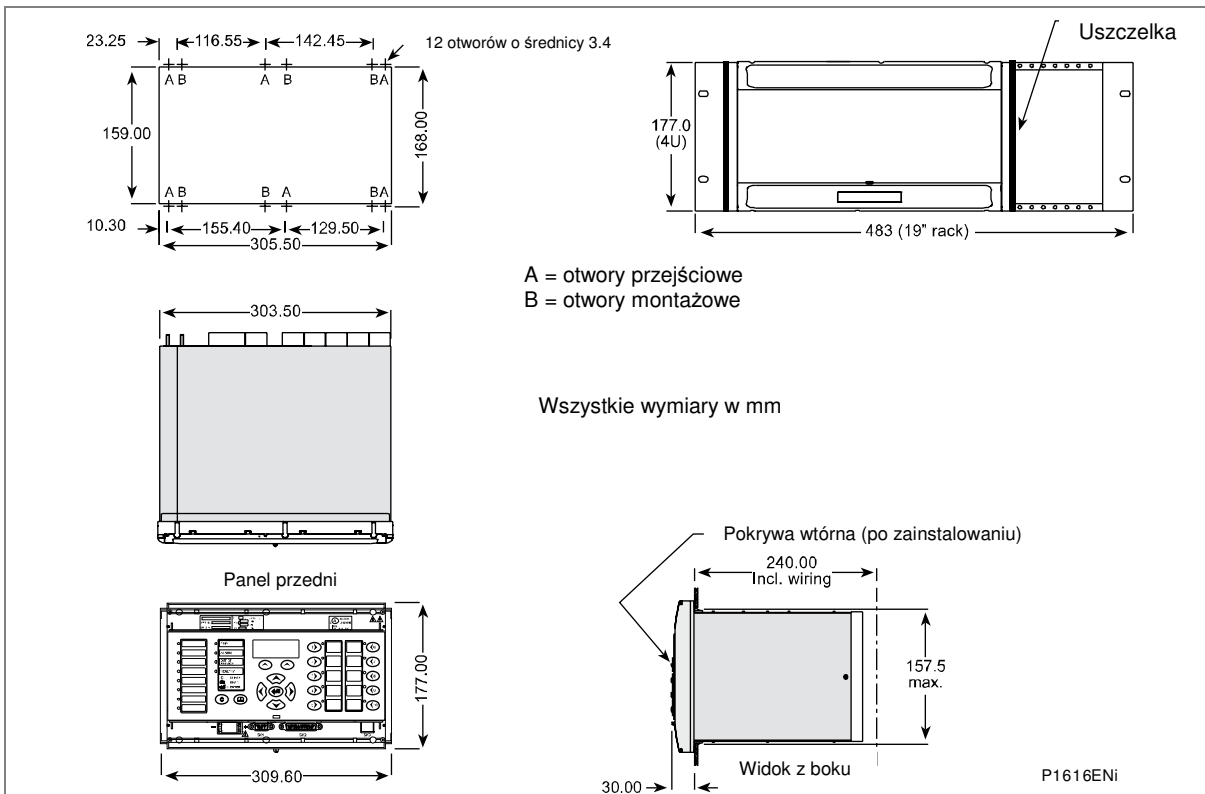 23.25 116.55 142.45 12 otworów o średnicy 3.4
A B A B B A
159.00
168.00
A B B A B A
10.30 155.40 129.50
305.50
Uszczelka
177.0
(4U)
483 (19" rack)
A = otwory przejściowe
B = otwory montażowe
303.50
Wszystkie wymiary w mm
Panel przedni
177.00
309.60
Pokrywa wtórna (po zainstalowaniu)
240.00
Incl. wiring
157.5
max.
30.00
Widok z boku
P1616ENi